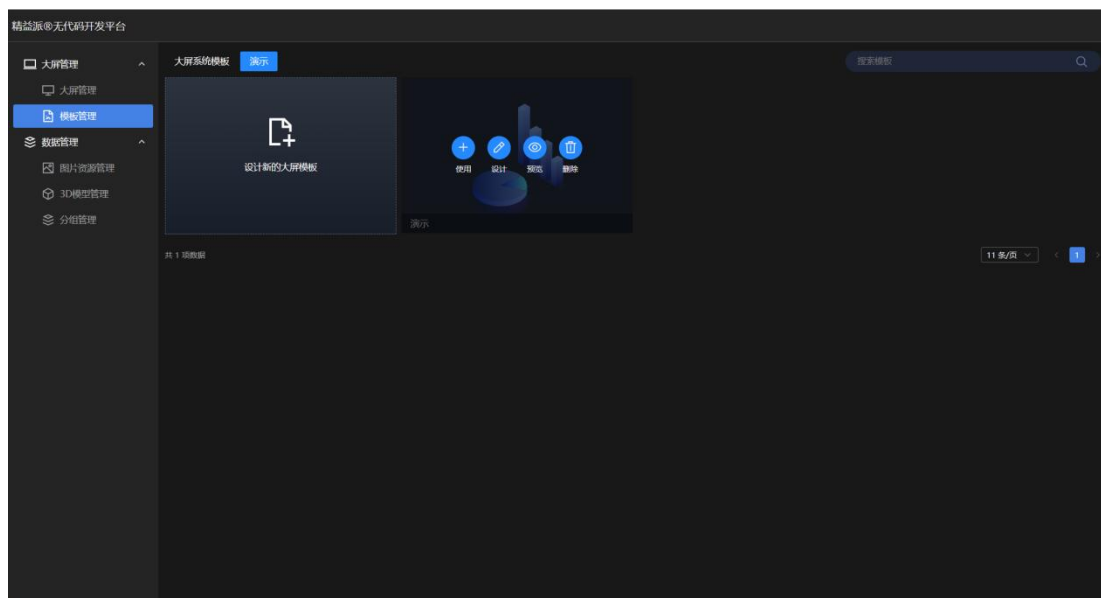 精益派®无代码开发平台
大屏管理
大屏管理
模板管理
数据管理
图片资源管理
3D模型管理
分组管理
大屏系统模板 演示
搜索模板
设计新的大屏模板
使用 设计 预览 删除
演示
共 1 项数据
11 条/页
1